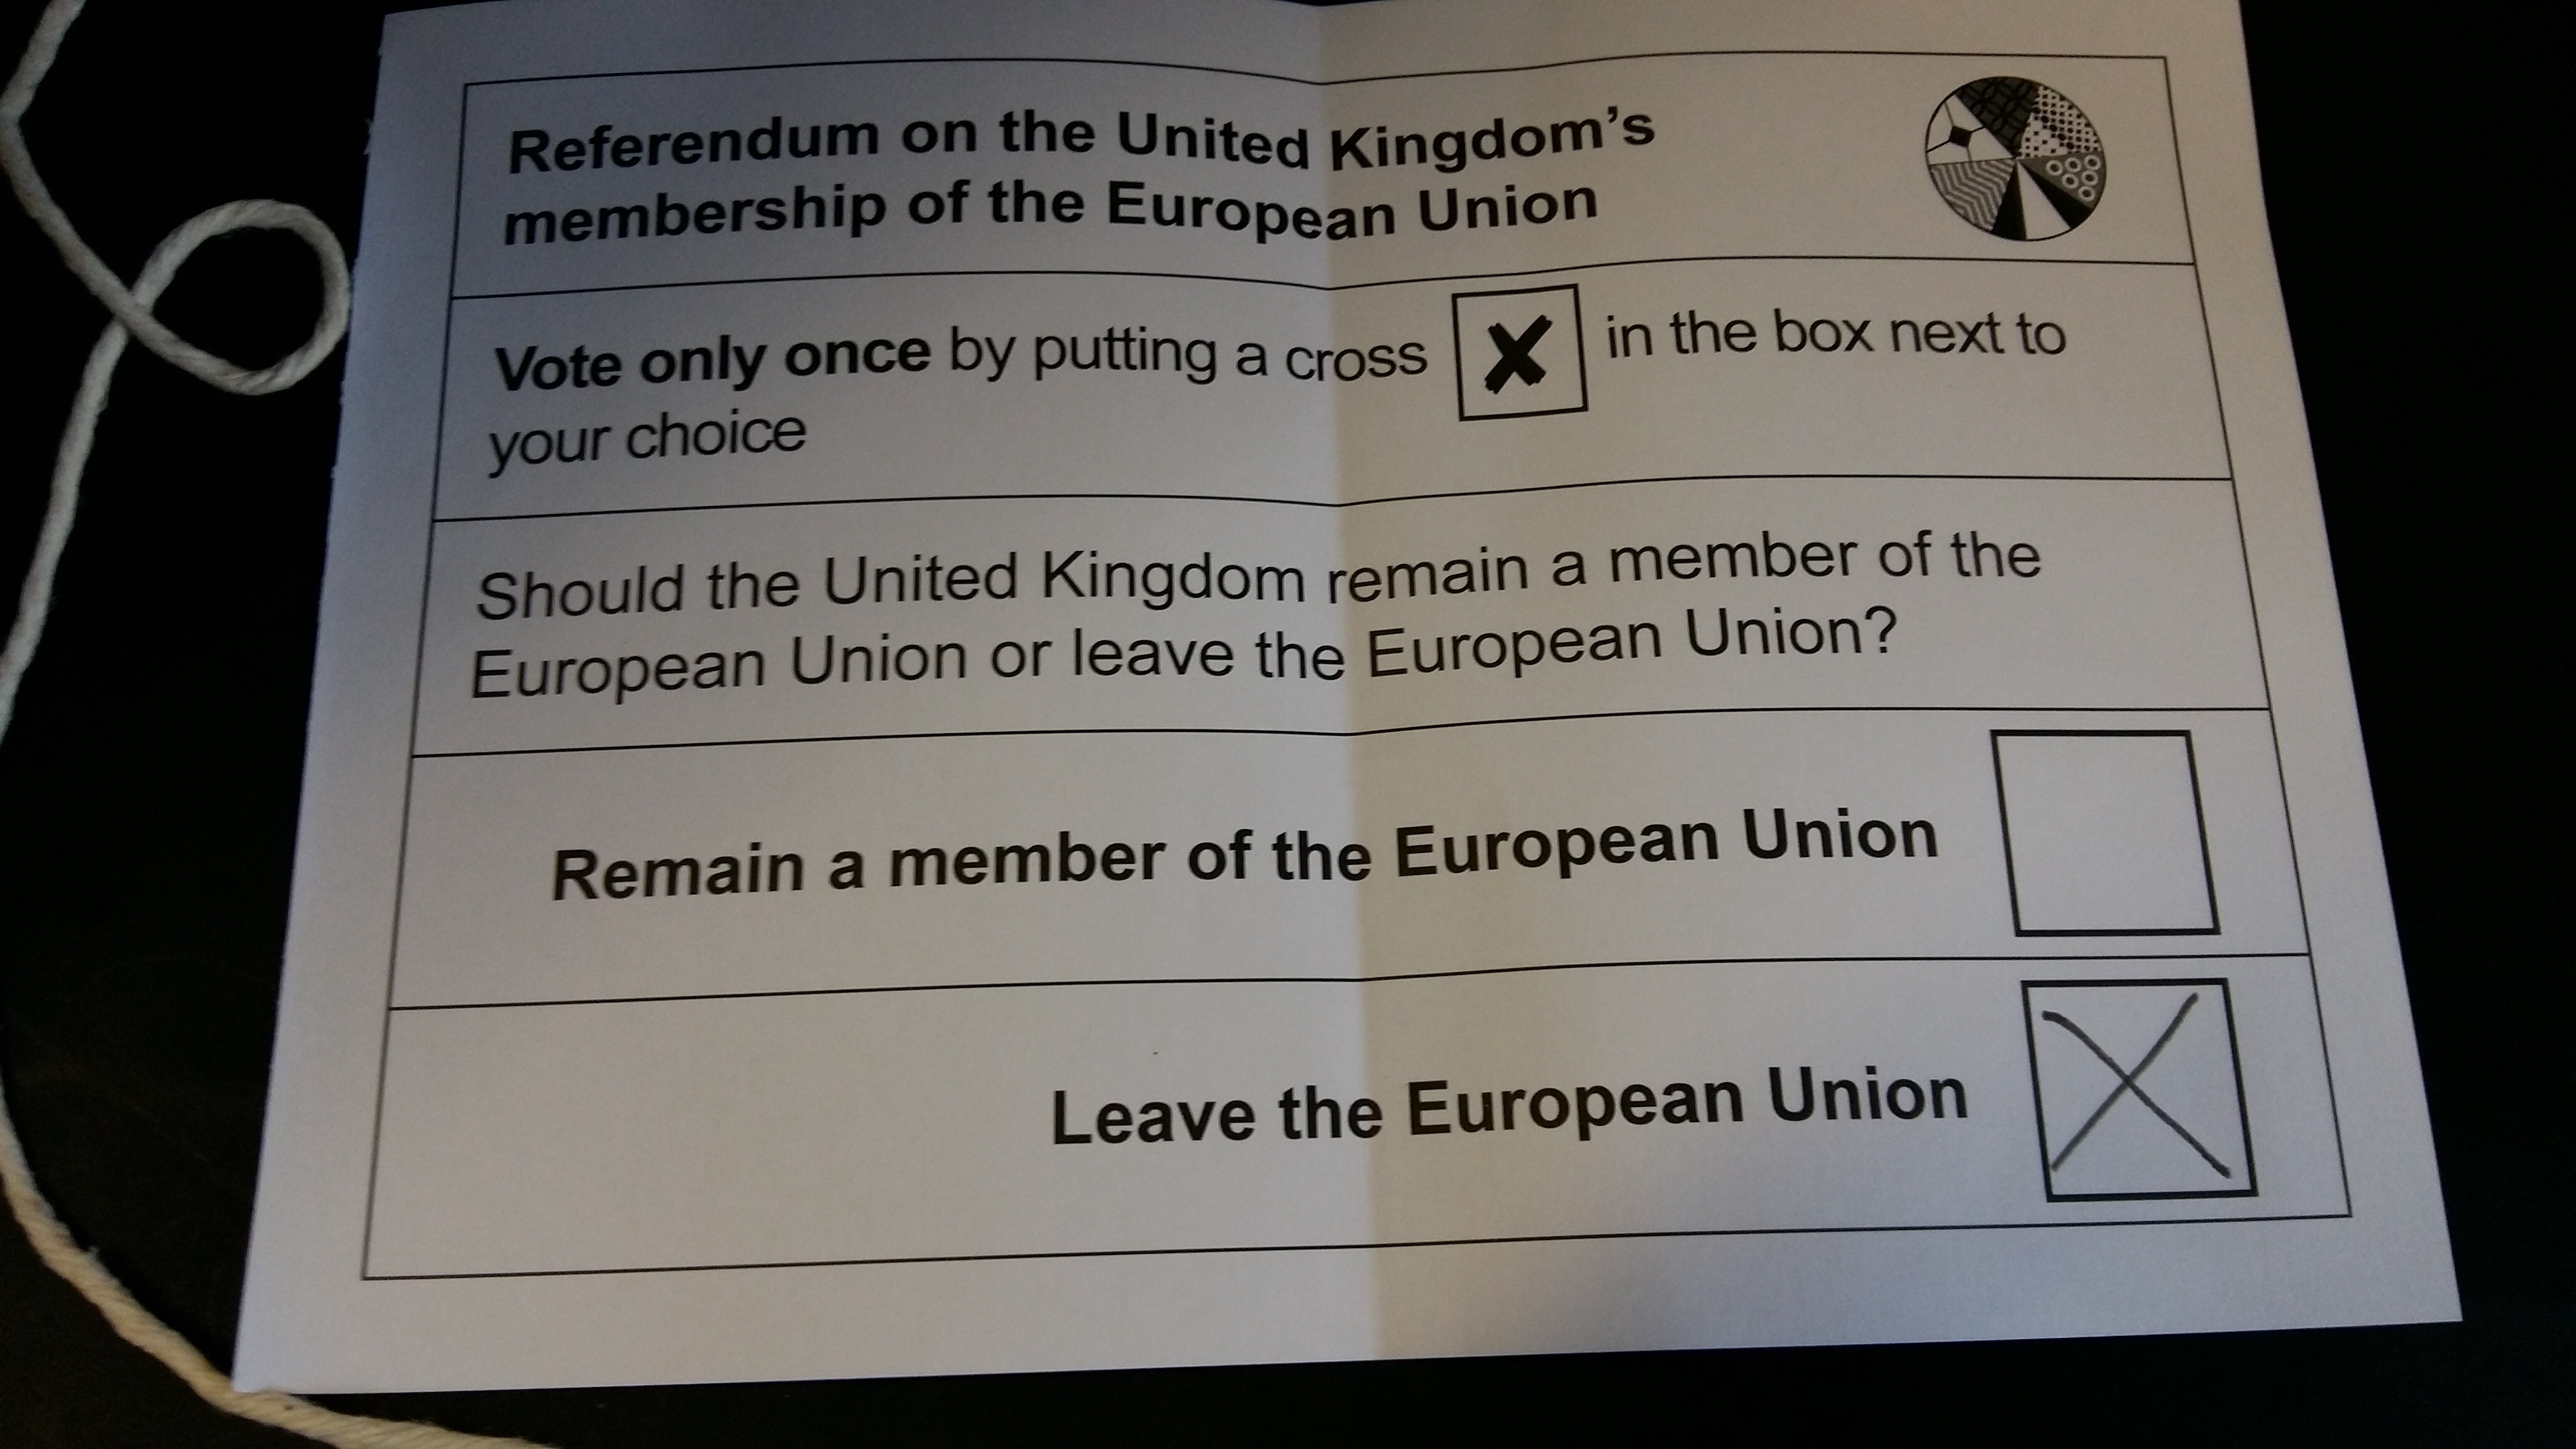 Referendum on the United Kingdom's
membership of the European Union
Vote only once by putting a cross X in the box next to
your choice
Should the United Kingdom remain a member of the
European Union or leave the European Union?
Remain a member of the European Union
Leave the European Union X